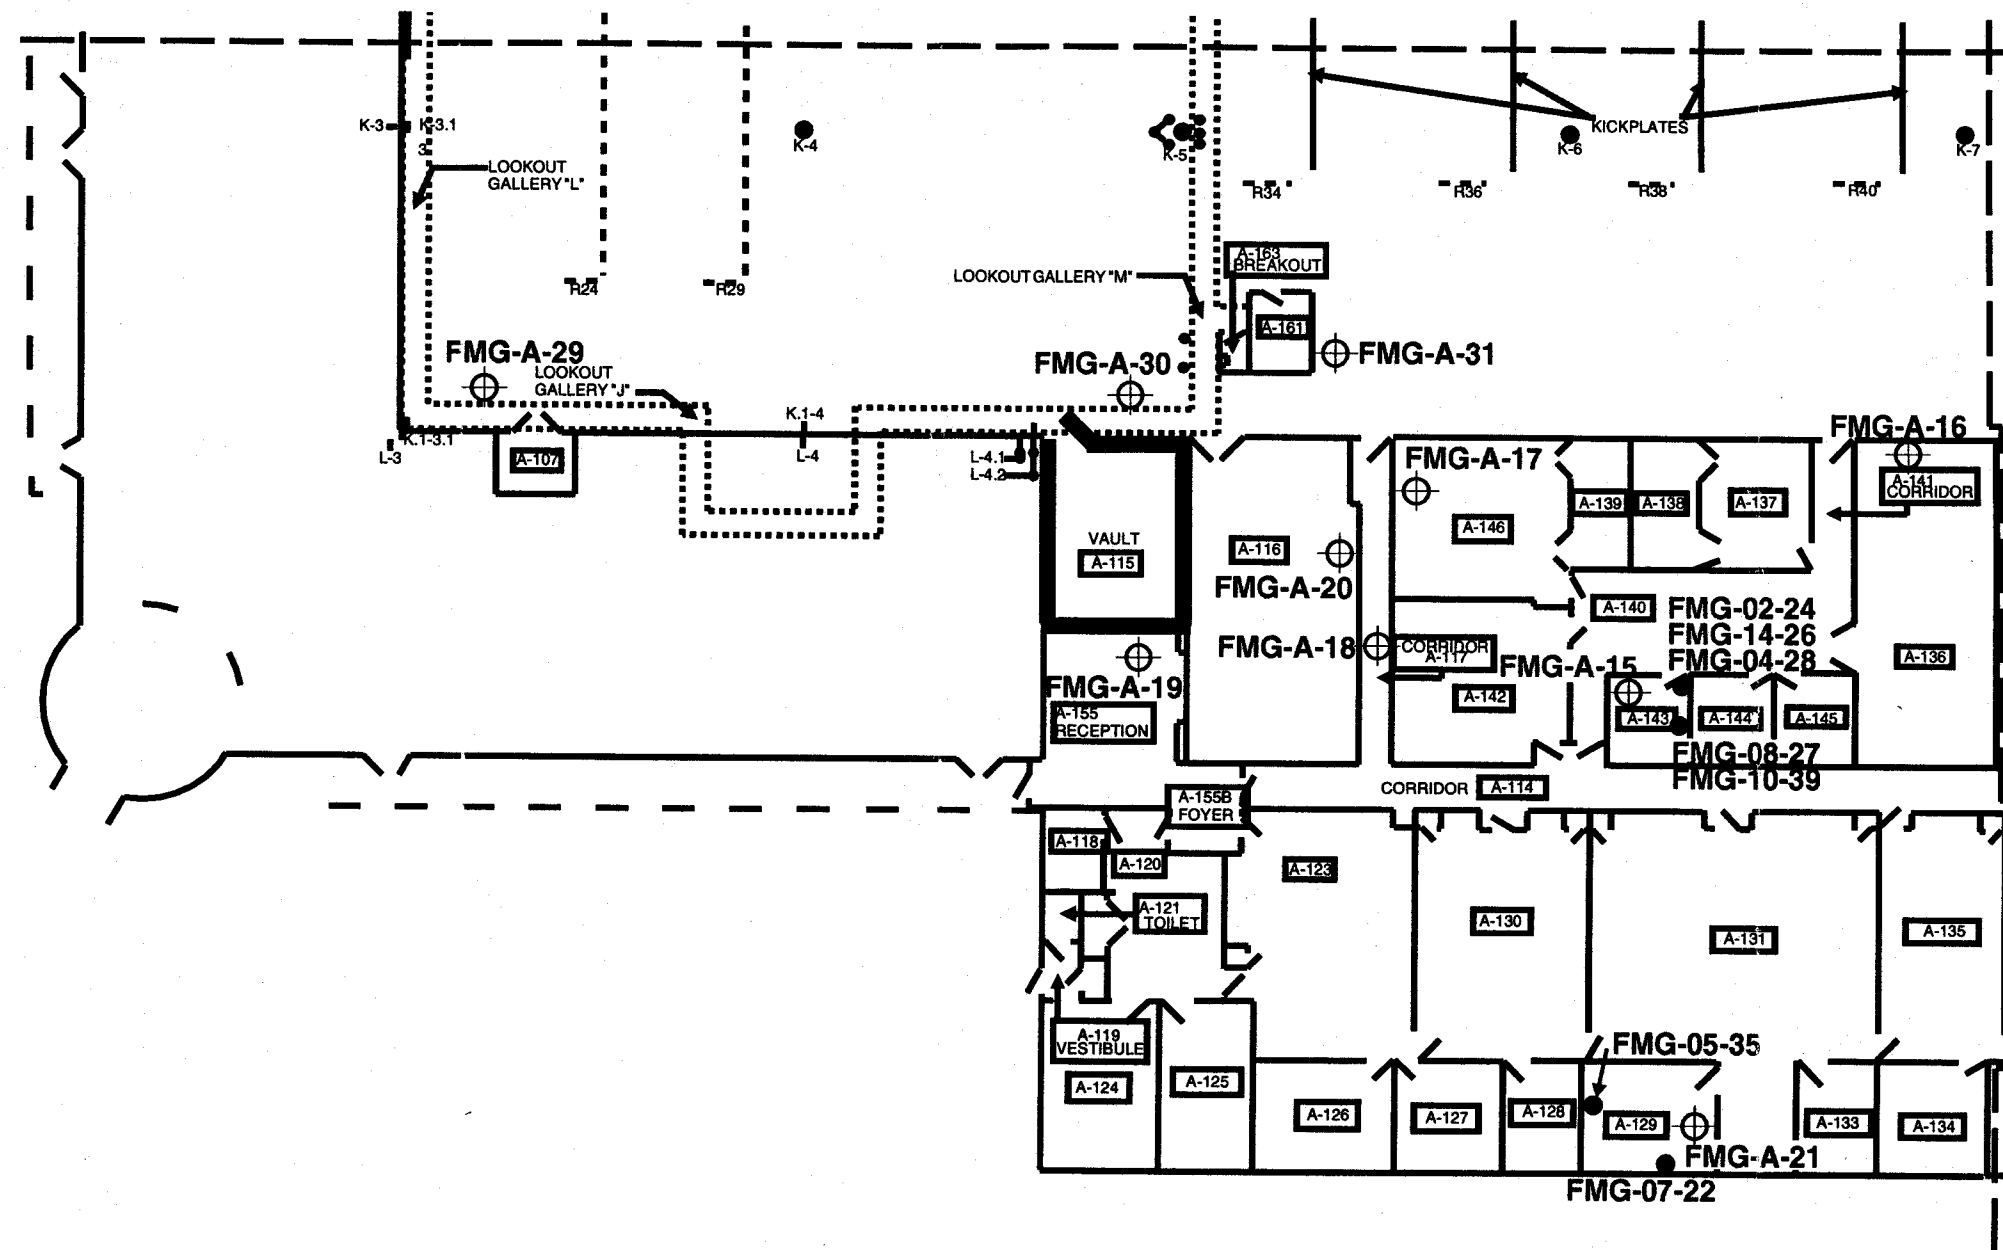 K-3
K-3.1
3
K-4
K-5
KICKPLATES
K-6
K-7
LOOKOUT
GALLERY "L"
R34
R36
R38
R40
A-163
BREAKOUT
LOOKOUT GALLERY "M"
R24
R29
A-161
FMG-A-29
FMG-A-30
FMG-A-31
LOOKOUT
GALLERY "J"
K.1-4
K.1-3.1
L-3
L-4
L-4.1
L-4.2
A-107
FMG-A-16
FMG-A-17
A-141
CORRIDOR
A-139
A-138
A-137
A-146
VAULT
A-115
A-116
FMG-A-20
A-140
FMG-02-24
FMG-14-26
FMG-04-28
FMG-A-18
CORRIDOR
A-117
FMG-A-15
A-136
FMG-A-19
A-155
RECEPTION
A-142
A-143
A-144
A-145
FMG-08-27
FMG-10-39
CORRIDOR
A-114
A-155B
FOYER
A-118
A-120
A-123
A-121
TOILET
A-130
A-131
A-135
A-119
VESTIBULE
FMG-05-35
A-124
A-125
A-126
A-127
A-128
A-129
A-133
A-134
FMG-A-21
FMG-07-22
L